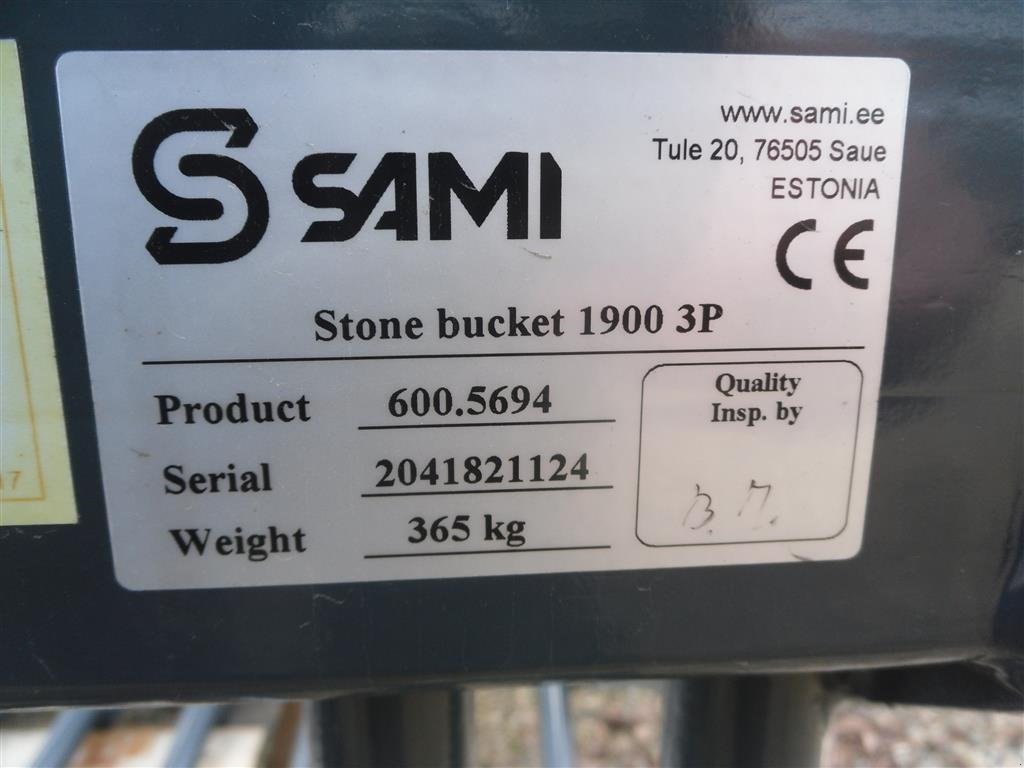 SAMI
www.sami.ee
Tule 20, 76505 Saue
ESTONIA
CE
Stone bucket 1900 3P
Product 600.5694
Serial 2041821124
Weight 365 kg
Quality
Insp. by